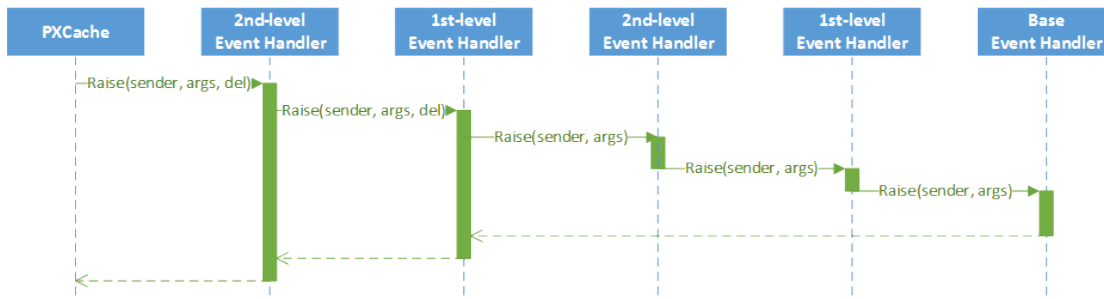 PXCache
2nd-level
Event Handler
1st-level
Event Handler
2nd-level
Event Handler
1st-level
Event Handler
Base
Event Handler
Raise(sender, args, del)
Raise(sender, args, del)
Raise(sender, args)
Raise(sender, args)
Raise(sender, args)